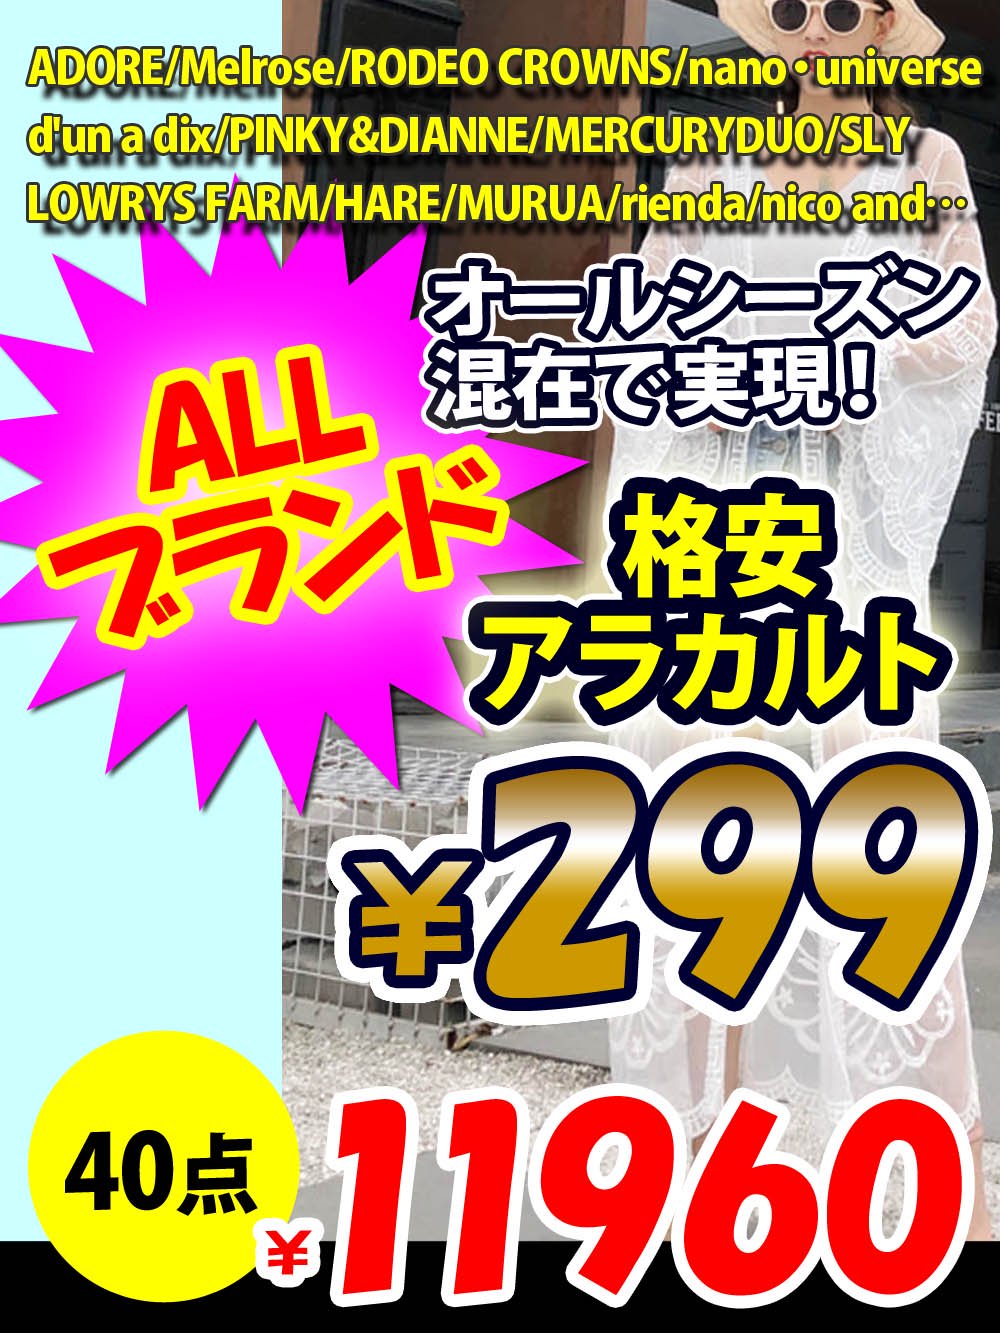 ADORE/Melrose/RODEO CROWNS/nano・universe
d'un a dix/PINKY&DIANNE/MERCURYDUO/SLY
LOWRYS FARM/HARE/MURUA/rienda/nico and…
オールシーズン
混在で実現！
ALL
ブランド
格安
アラカルト
¥299
40点
¥11960